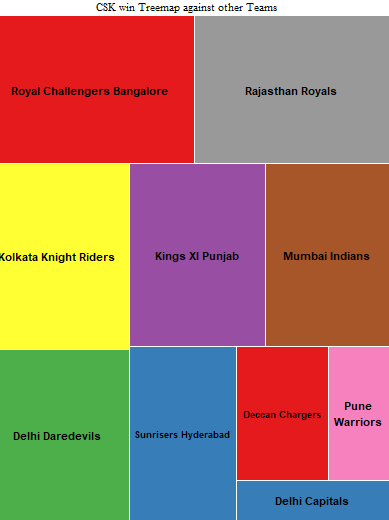 CSK win Treemap against other Teams
Royal Challengers Bangalore
Rajasthan Royals
Kolkata Knight Riders
Kings XI Punjab
Mumbai Indians
Delhi Daredevils
Sunrisers Hyderabad
Deccan Chargers
Pune
Warriors
Delhi Capitals